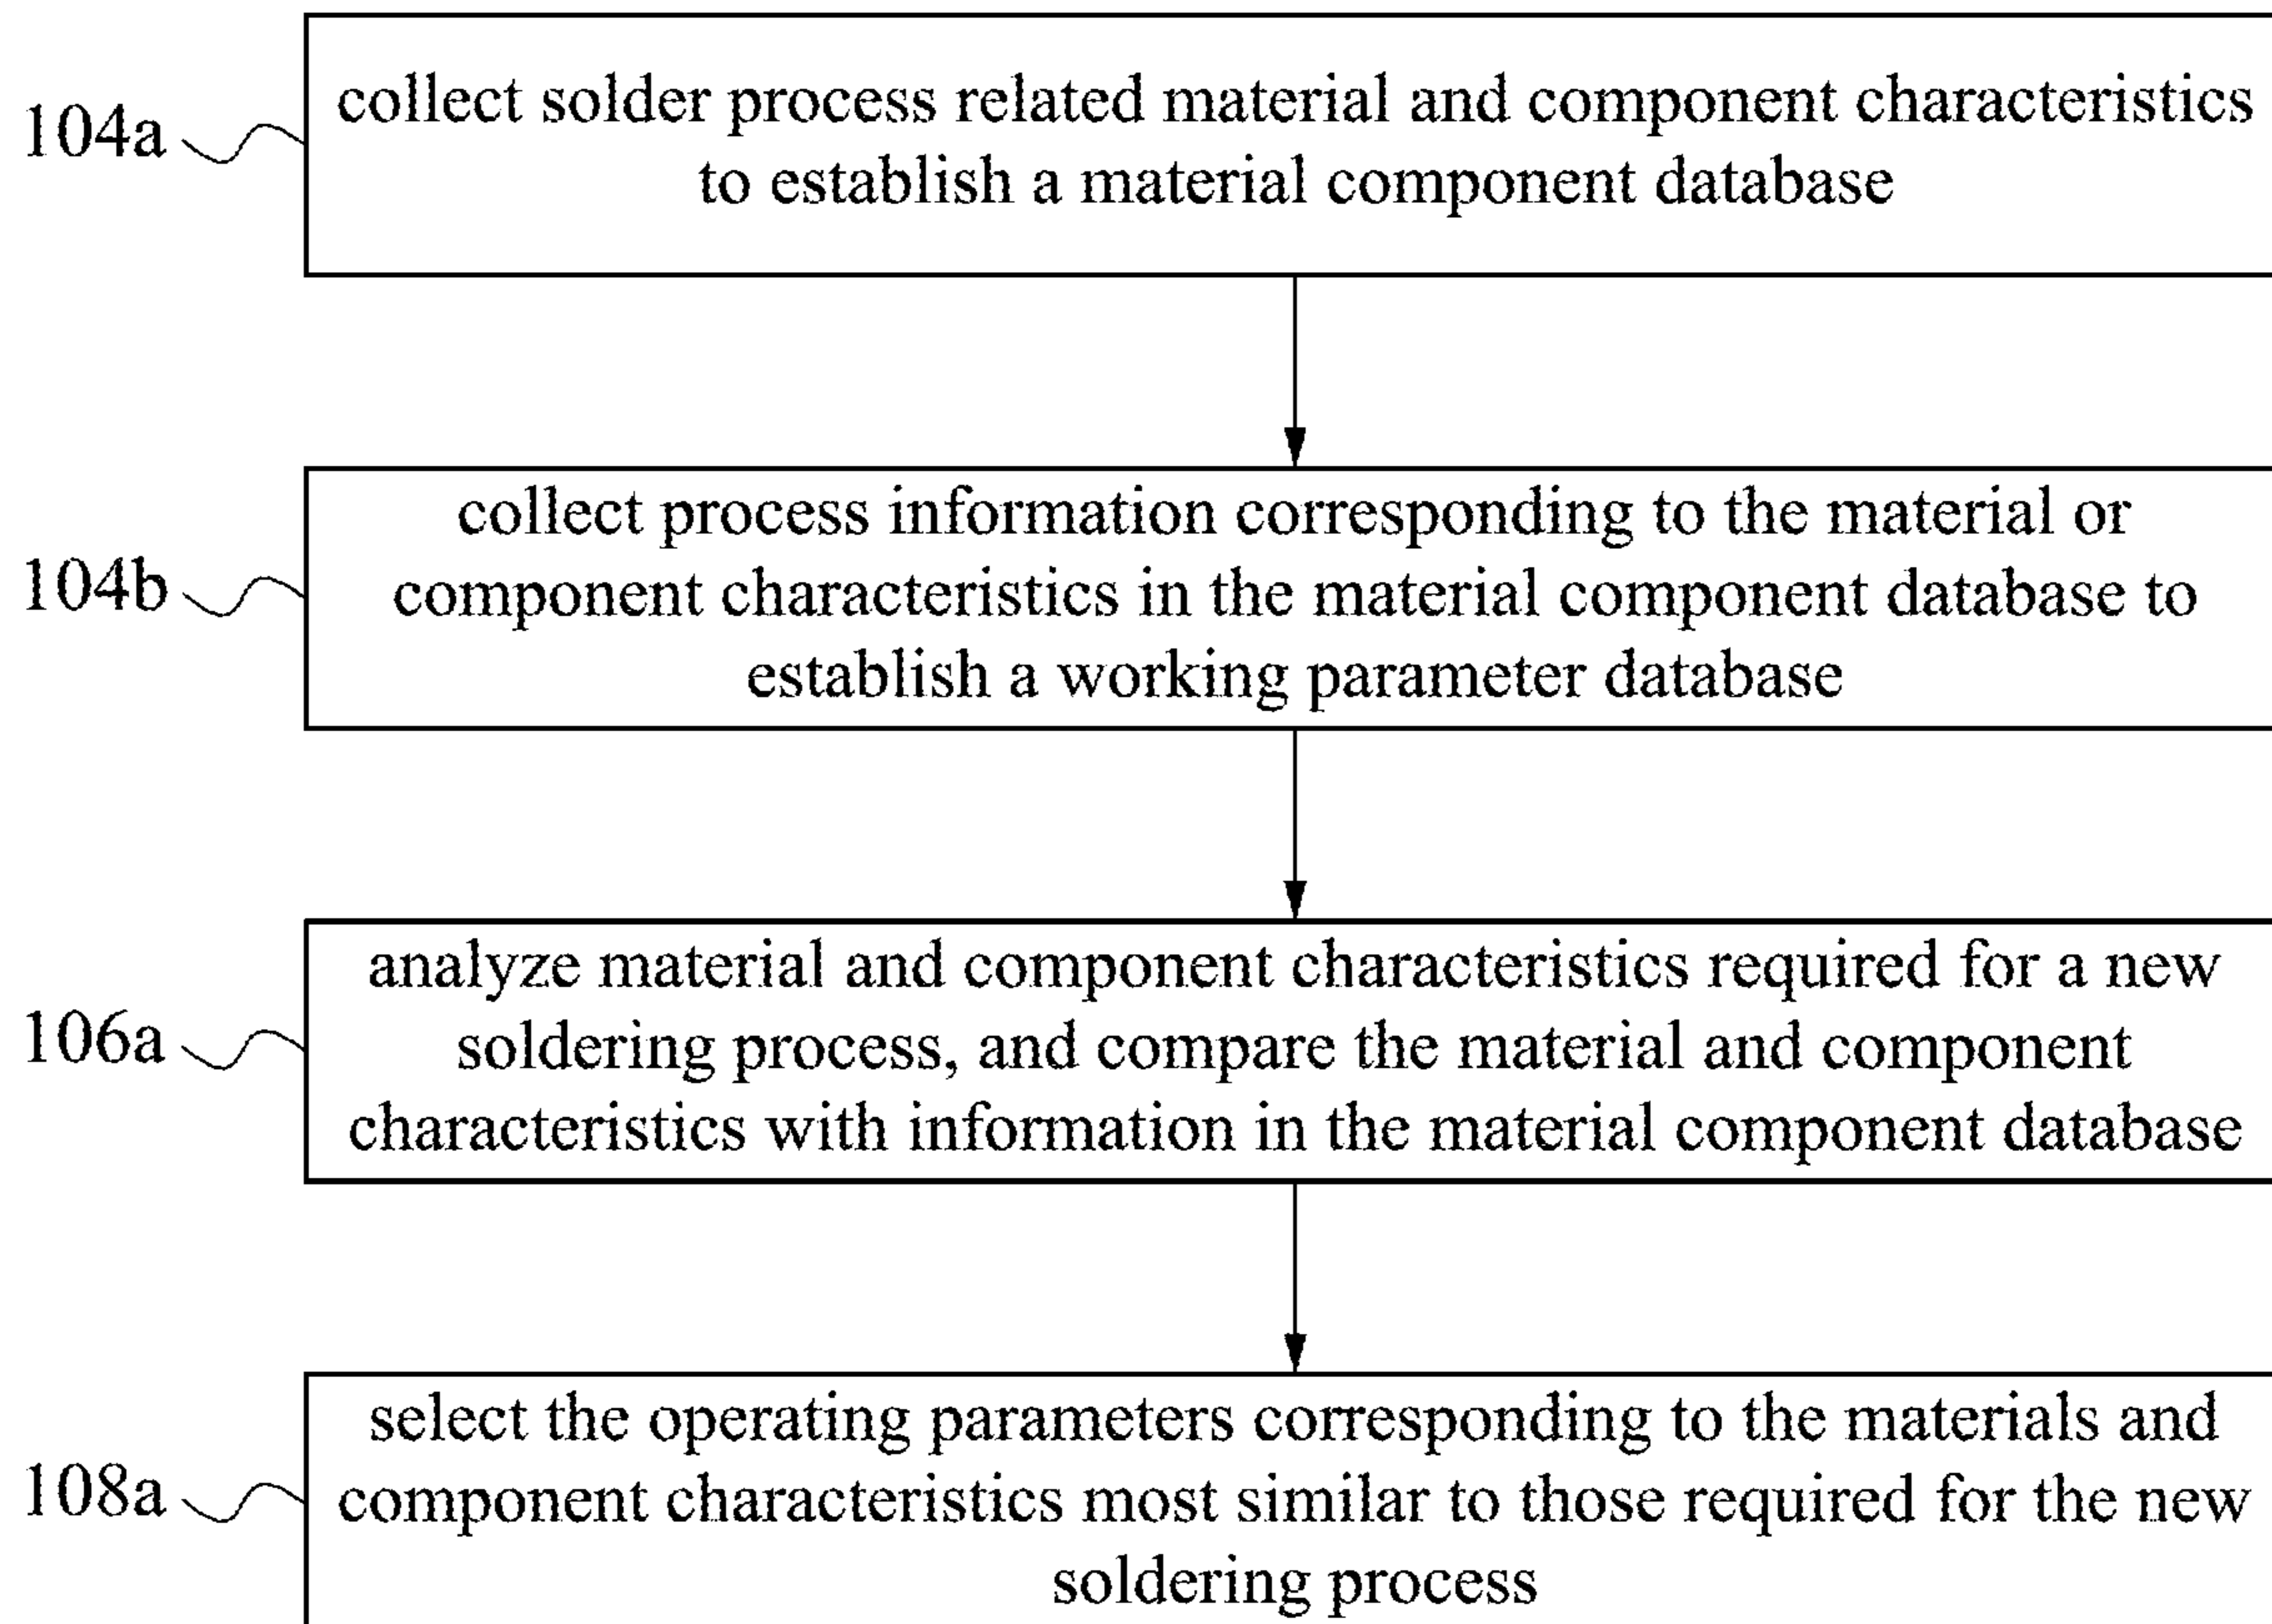 104a
collect solder process related material and component characteristics
to establish a material component database
104b
collect process information corresponding to the material or
component characteristics in the material component database to
establish a working parameter database
106a
analyze material and component characteristics required for a new
soldering process, and compare the material and component
characteristics with information in the material component database
108a
select the operating parameters corresponding to the materials and
component characteristics most similar to those required for the new
soldering process